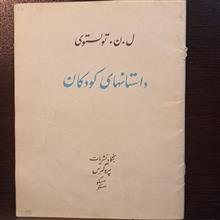 ل. ن. تولستوی
داستانهای کودکان
بنگاه نشریات
پروگرس
مسکو